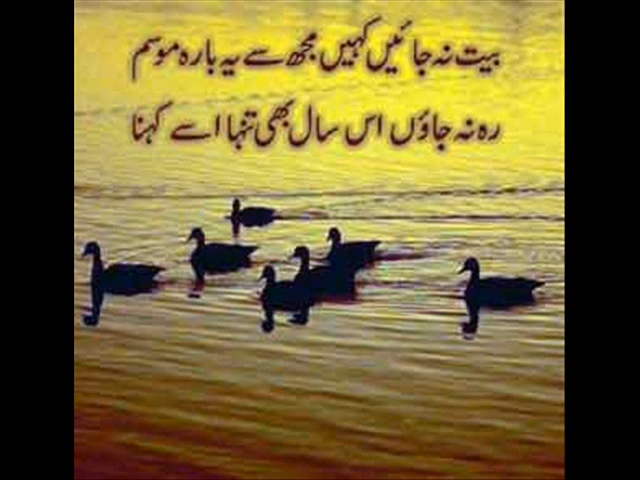 بیت نہ جائیں کہیں مجھ سے یہ بارہ موسم
رہ نہ جاؤں اس سال بھی تنہا اسے کہنا